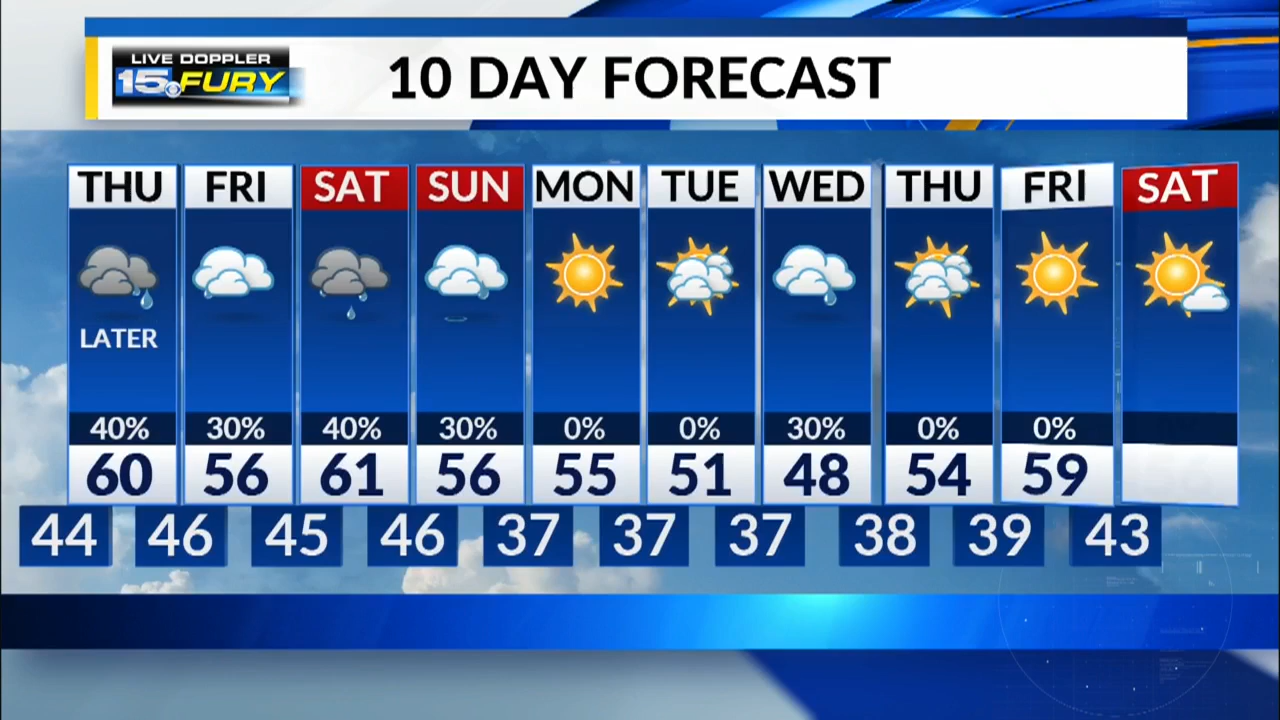 LIVE DOPPLER
15 FURY
10 DAY FORECAST
THU FRI SAT SUN MON TUE WED THU FRI SAT
LATER
40% 30% 40% 30% 0% 0% 30% 0% 0%
60 56 61 56 55 51 48 54 59
44 46 45 46 37 37 37 38 39 43